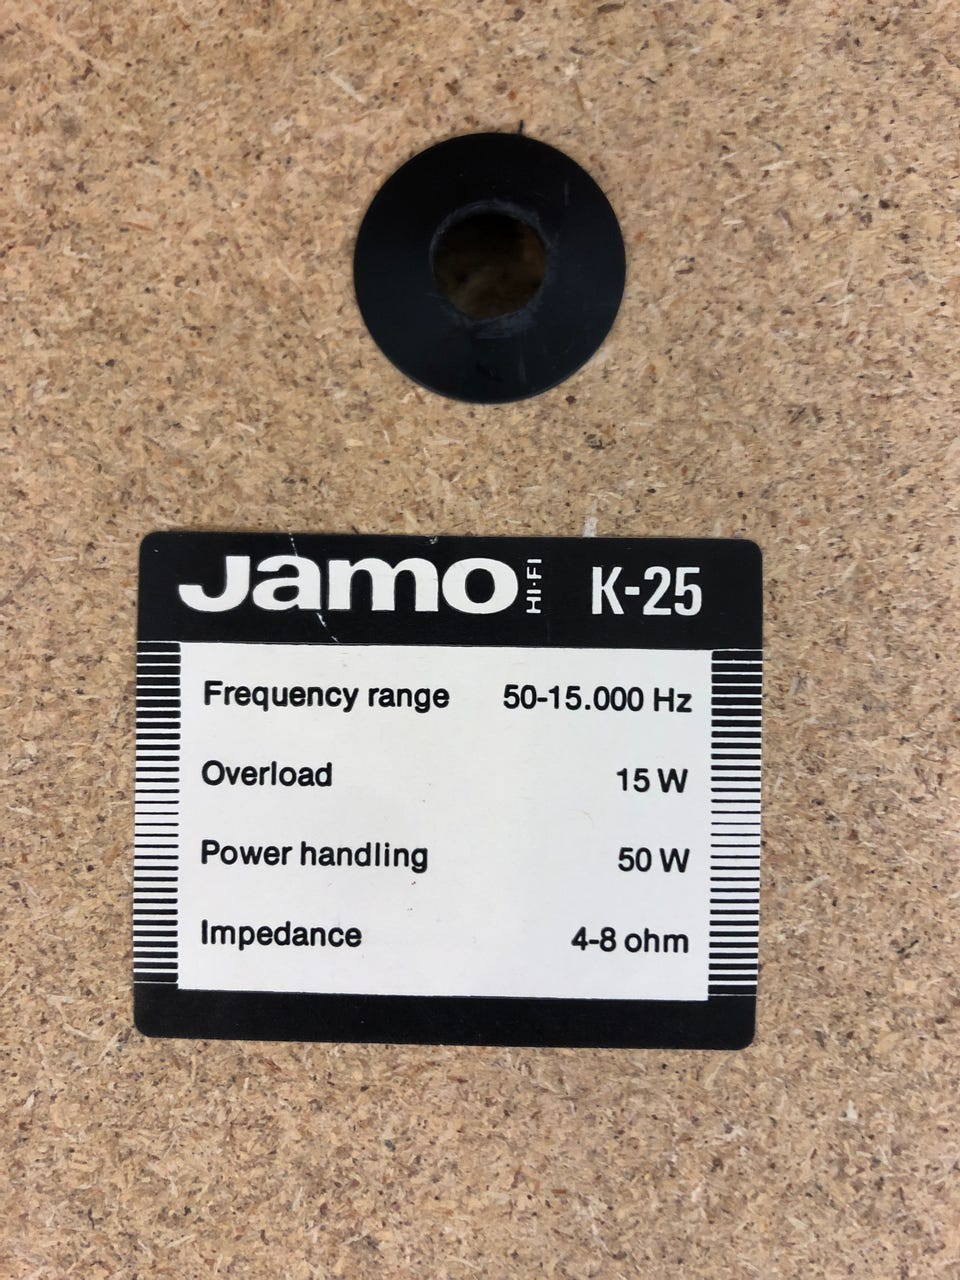 Jamo HI-FI K-25
Frequency range 50-15.000 Hz
Overload 15 W
Power handling 50 W
Impedance 4-8 ohm